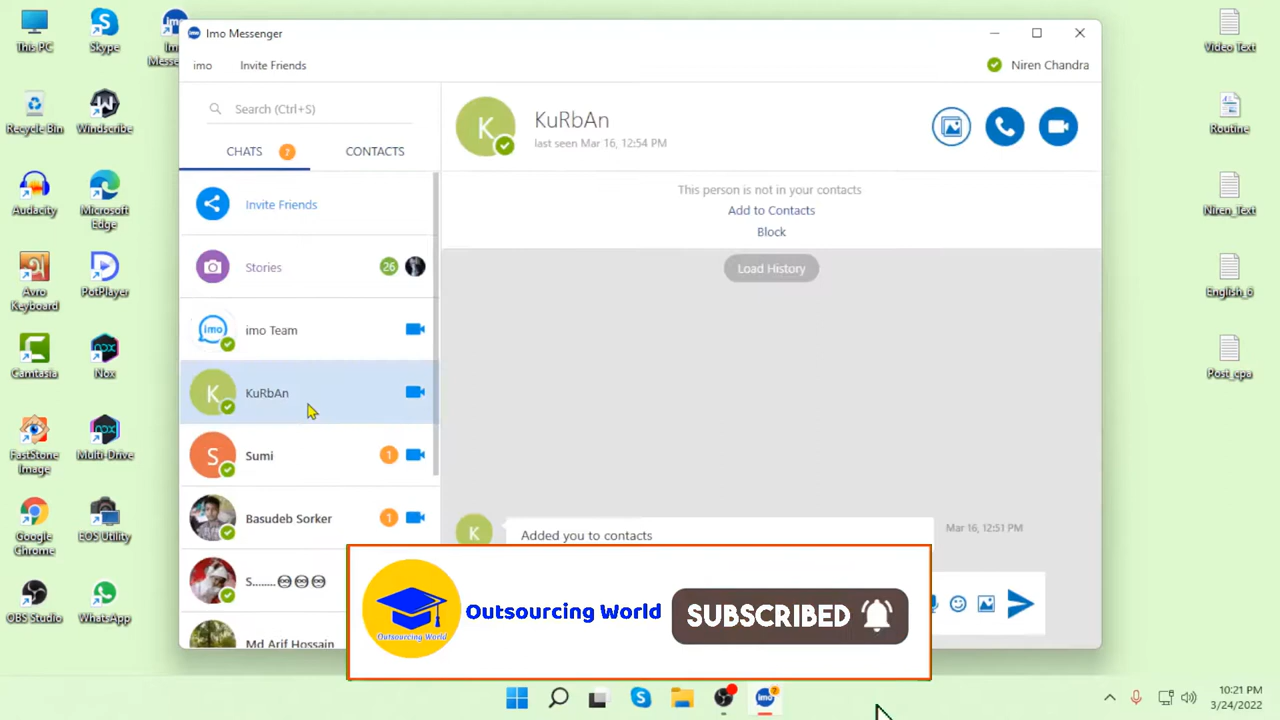 This PC
Skype
Imo
Messe
Recycle Bin
Windscribe
Audacity
Microsoft
Edge
Avro
Keyboard
PotPlayer
Camtasia
Nox
FastStone
Image
Multi-Drive
Google
Chrome
EOS Utility
OBS Studio
WhatsApp
Imo Messenger
imo
Invite Friends
Niren Chandra
Search (Ctrl+S)
CHATS
7
CONTACTS
Invite Friends
Stories
26
imo Team
K
KuRbAn
S
Sumi
1
Basudeb Sorker
1
S........
Md Arif Hossain
K
KuRbAn
last seen Mar 16, 12:54 PM
This person is not in your contacts
Add to Contacts
Block
Load History
K
Added you to contacts
Mar 16, 12:51 PM
Outsourcing World
Outsourcing World
SUBSCRIBED
Video Text
Routine
Niren_Text
Post_cpa
10:21 PM
3/24/2022